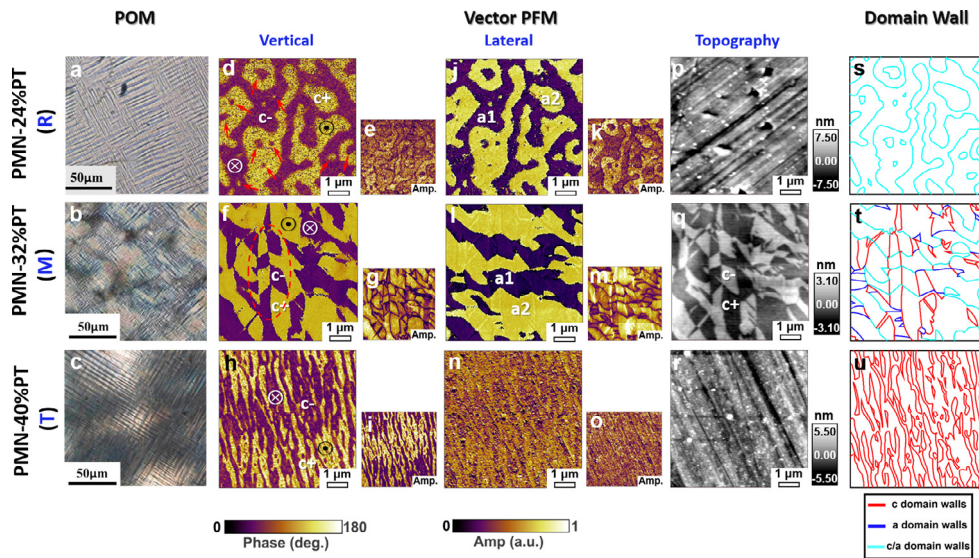 POM
Vector PFM
Domain Wall
Vertical
Lateral
Topography
PMN-24%PT
(R)
a
50µm
d
c+
c-
1 µm
e
Amp.
j
a2
a1
1 µm
k
Amp.
p
1 µm
nm
7.50
0.00
-7.50
s
PMN-32%PT
(M)
b
50µm
f
c-
c+
1 µm
g
Amp.
l
a1
a2
1 µm
m
Amp.
q
c-
c+
1 µm
nm
3.10
0.00
-3.10
t
PMN-40%PT
(T)
c
50µm
h
c-
c+
1 µm
i
Amp.
n
1 µm
o
Amp.
r
1 µm
nm
5.50
0.00
-5.50
u
0 180
Phase (deg.)
0 1
Amp (a.u.)
c domain walls
a domain walls
c/a domain walls